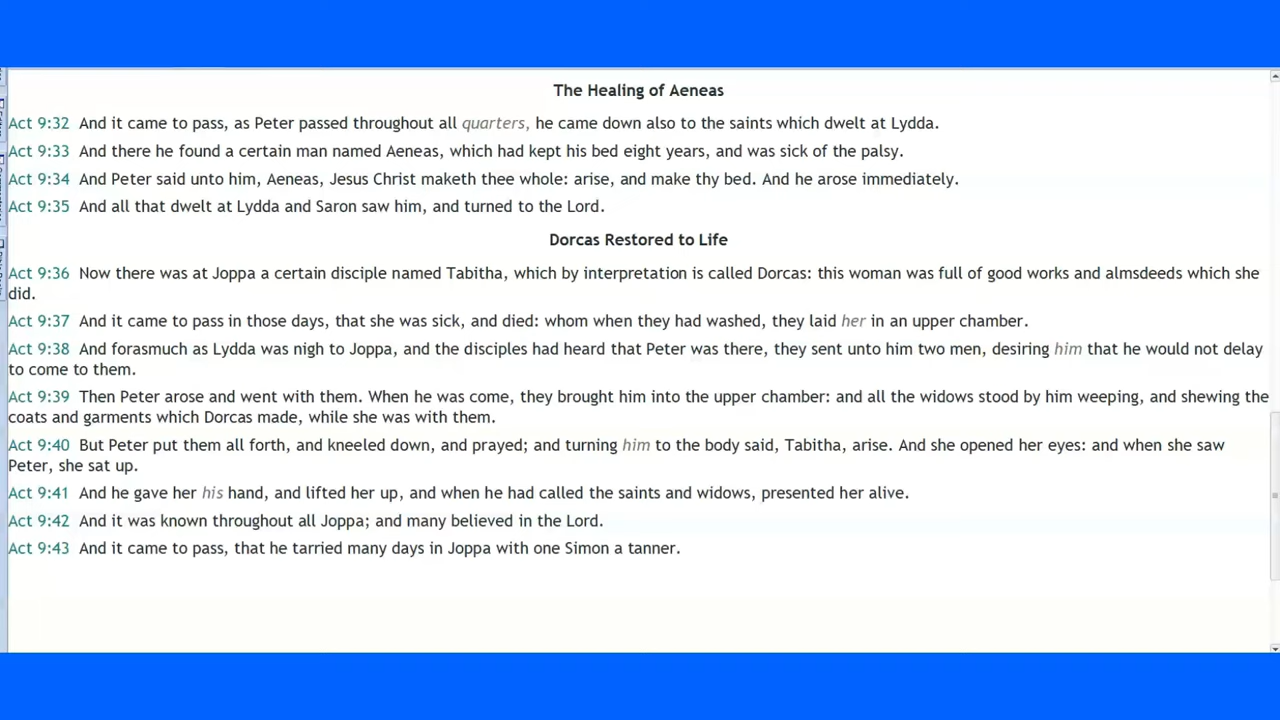 The Healing of Aeneas
Act 9:32 And it came to pass, as Peter passed throughout all quarters, he came down also to the saints which dwelt at Lydda.
Act 9:33 And there he found a certain man named Aeneas, which had kept his bed eight years, and was sick of the palsy.
Act 9:34 And Peter said unto him, Aeneas, Jesus Christ maketh thee whole: arise, and make thy bed. And he arose immediately.
Act 9:35 And all that dwelt at Lydda and Saron saw him, and turned to the Lord.
Dorcas Restored to Life
Act 9:36 Now there was at Joppa a certain disciple named Tabitha, which by interpretation is called Dorcas: this woman was full of good works and almsdeeds which she
did.
Act 9:37 And it came to pass in those days, that she was sick, and died: whom when they had washed, they laid her in an upper chamber.
Act 9:38 And forasmuch as Lydda was nigh to Joppa, and the disciples had heard that Peter was there, they sent unto him two men, desiring him that he would not delay
to come to them.
Act 9:39 Then Peter arose and went with them. When he was come, they brought him into the upper chamber: and all the widows stood by him weeping, and shewing the
coats and garments which Dorcas made, while she was with them.
Act 9:40 But Peter put them all forth, and kneeled down, and prayed; and turning him to the body said, Tabitha, arise. And she opened her eyes: and when she saw
Peter, she sat up.
Act 9:41 And he gave her his hand, and lifted her up, and when he had called the saints and widows, presented her alive.
Act 9:42 And it was known throughout all Joppa; and many believed in the Lord.
Act 9:43 And it came to pass, that he tarried many days in Joppa with one Simon a tanner.